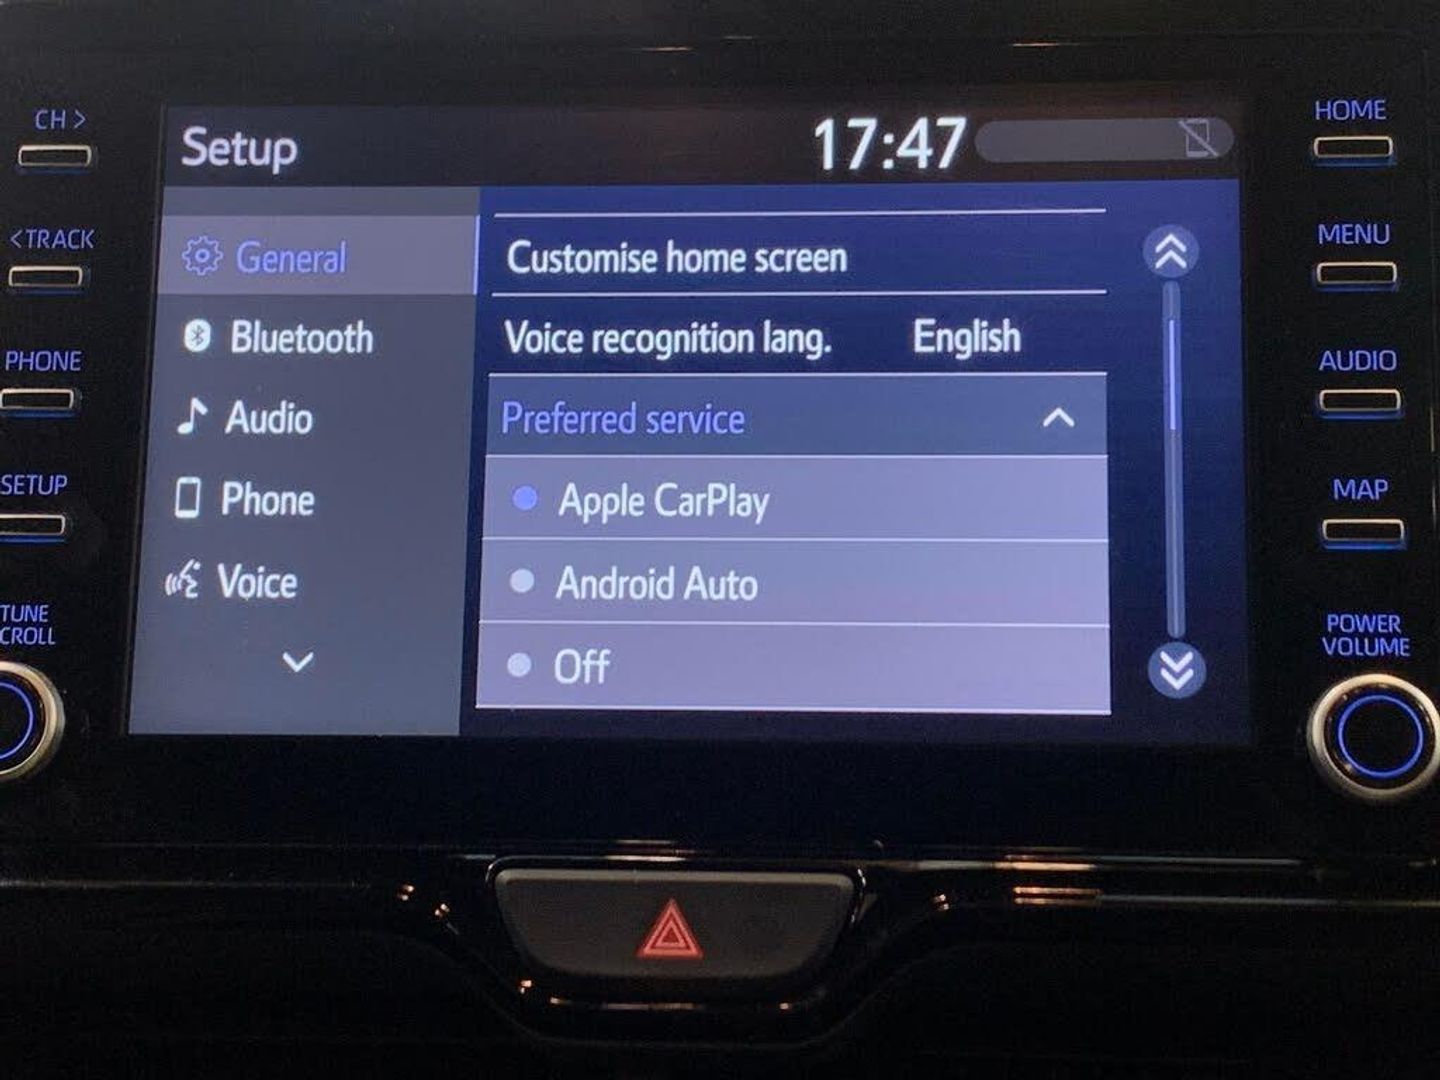 CH >
<TRACK
PHONE
SETUP
TUNE
CROLL
Setup
17:47
General
Bluetooth
Audio
Phone
Voice
Customise home screen
Voice recognition lang. English
Preferred service
Apple CarPlay
Android Auto
Off
HOME
MENU
AUDIO
MAP
POWER
VOLUME